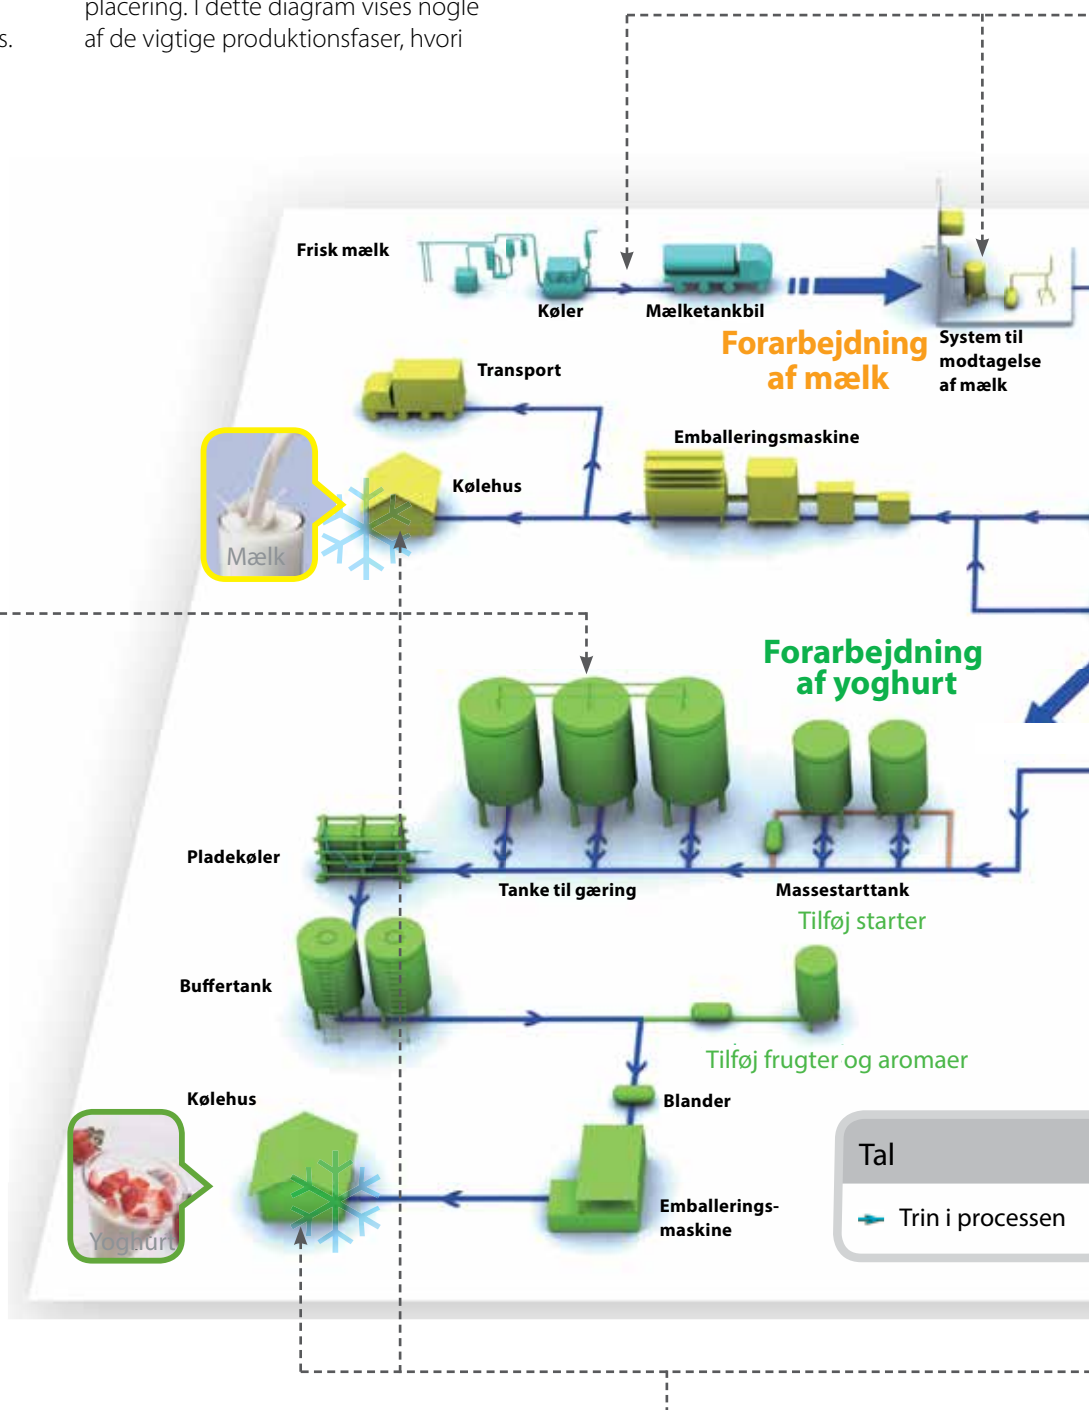 placering. I dette diagram vises nogle
s.
af de vigtige produktionsfaser, hvori
Frisk mælk
Køler
Mælketankbil
Forarbejdning
af mælk
System til
modtagelse
af mælk
Transport
Emballeringsmaskine
Kølehus
Mælk
Forarbejdning
af yoghurt
Pladekøler
Tanke til gæring
Massestarttank
Tilføj starter
Buffertank
Tilføj frugter og aromaer
Kølehus
Blander
Yoghurt
Emballerings-
maskine
Tal
Trin i processen